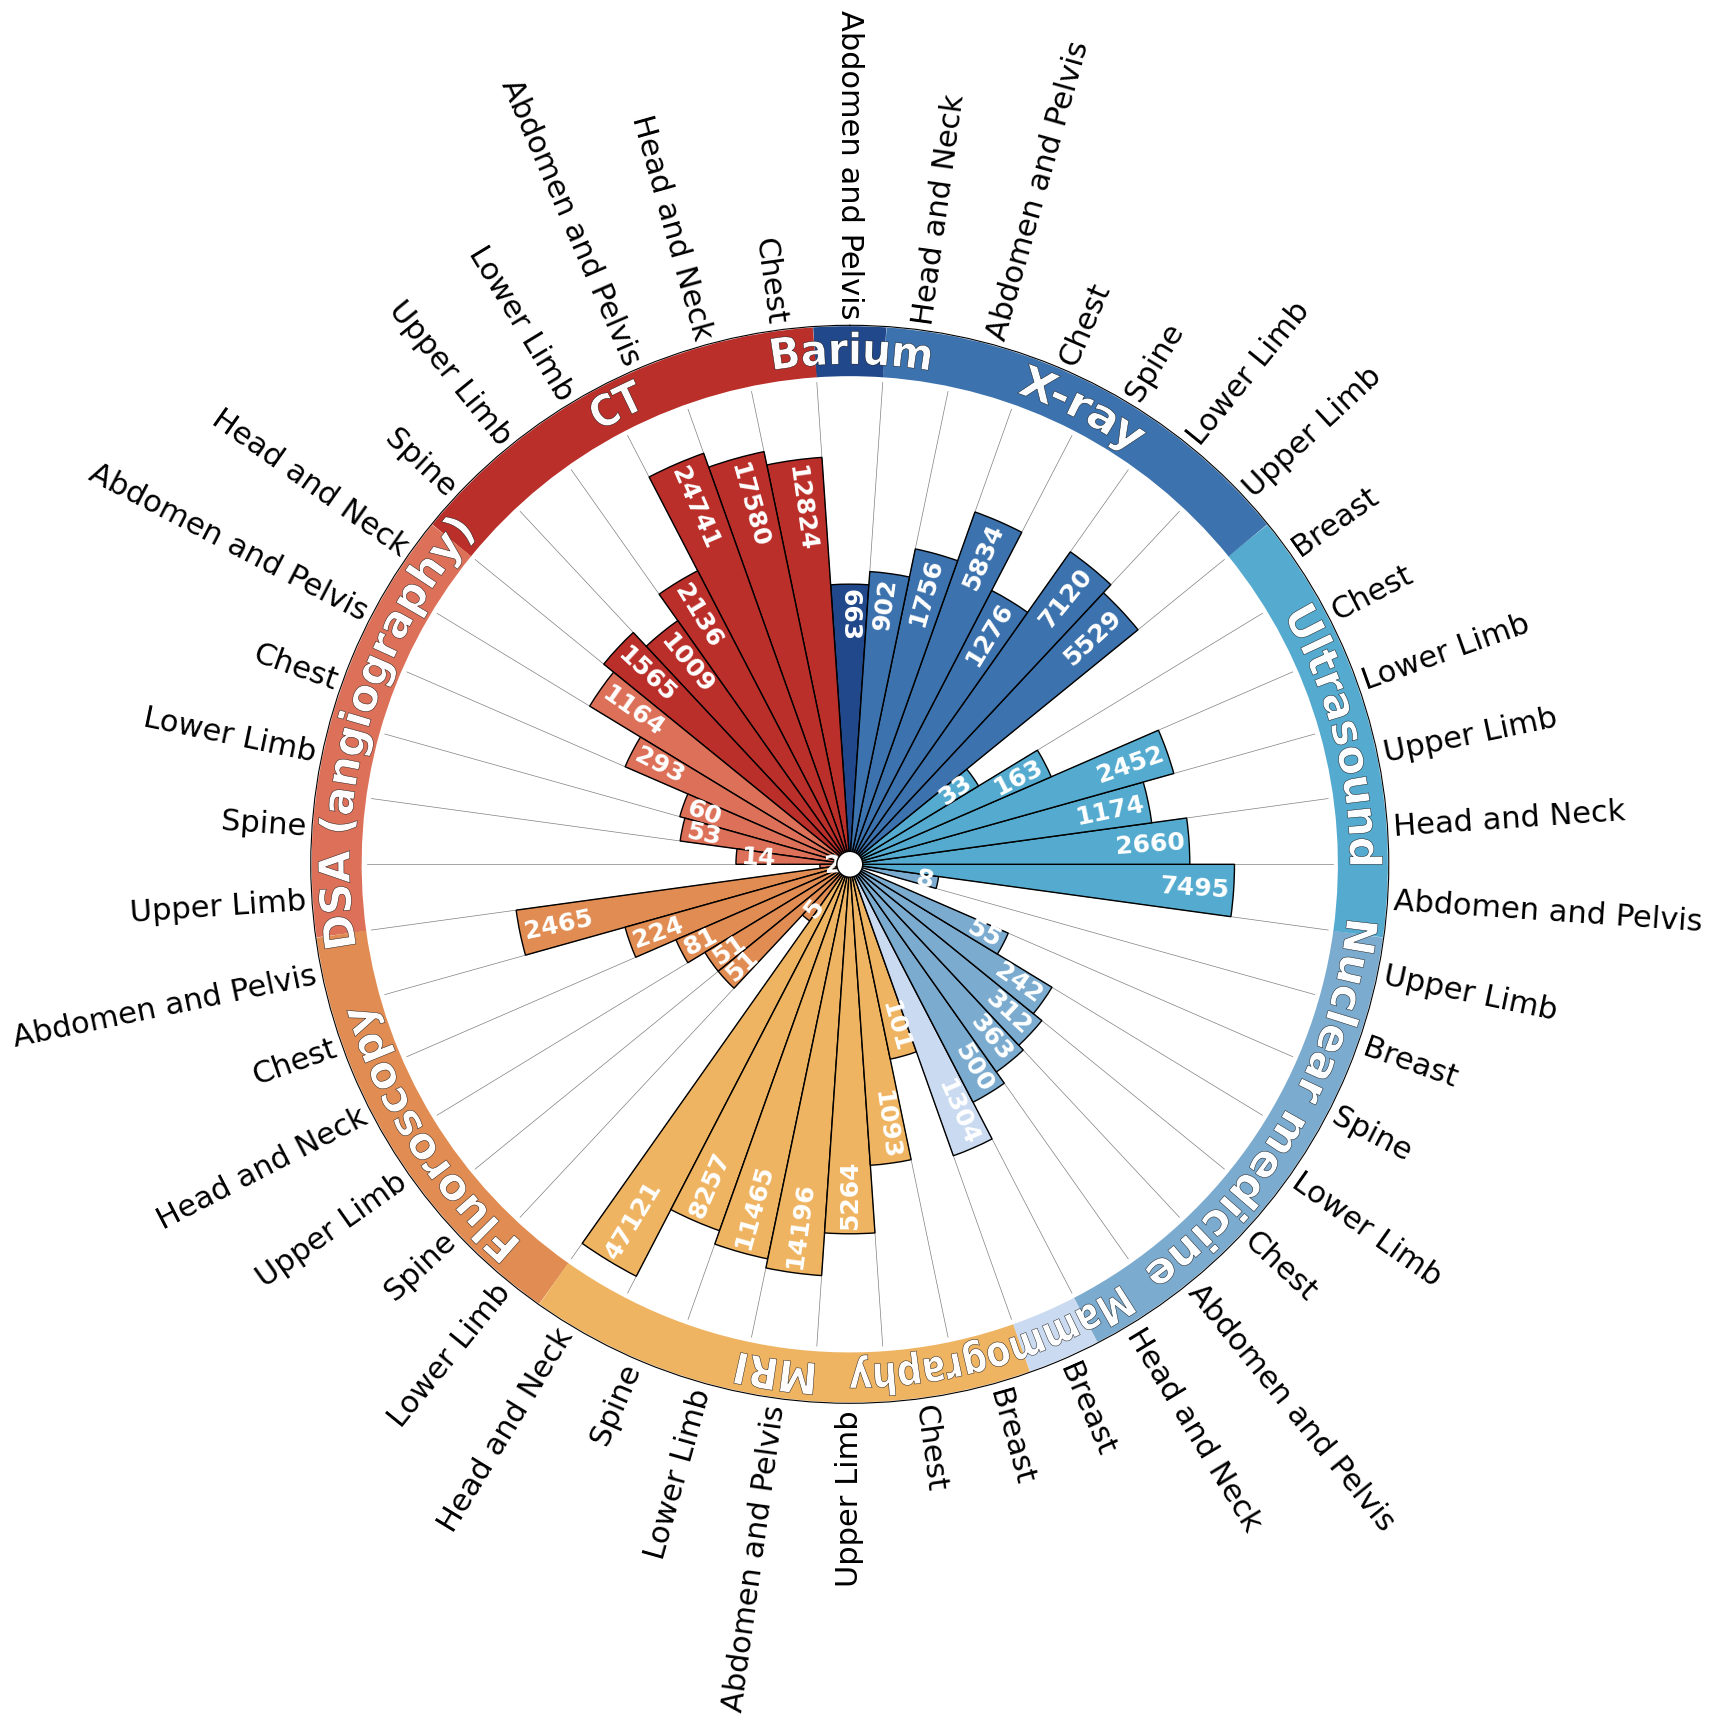 Barium
Abdomen and Pelvis
663
X-ray
Head and Neck
902
Abdomen and Pelvis
1756
Chest
5834
Spine
1276
Lower Limb
7120
Upper Limb
5529
Ultrasound
Breast
33
Chest
163
Lower Limb
2452
Upper Limb
1174
Head and Neck
2660
Abdomen and Pelvis
7495
Nuclear medicine
Upper Limb
8
Breast
55
Spine
242
Lower Limb
312
Chest
363
Abdomen and Pelvis
500
Head and Neck
Mammography
Breast
1304
MRI
Breast
101
Chest
1093
Upper Limb
5264
Abdomen and Pelvis
14196
Lower Limb
11465
Spine
8257
Head and Neck
47121
Fluoroscopy
Lower Limb
5
Spine
51
Upper Limb
51
Head and Neck
81
Chest
224
Abdomen and Pelvis
2465
DSA (angiography)
Upper Limb
2
Spine
14
Lower Limb
53
Chest
60
Abdomen and Pelvis
293
Head and Neck
1164
CT
Spine
1565
Upper Limb
1009
Lower Limb
2136
Abdomen and Pelvis
24741
Head and Neck
17580
Chest
12824